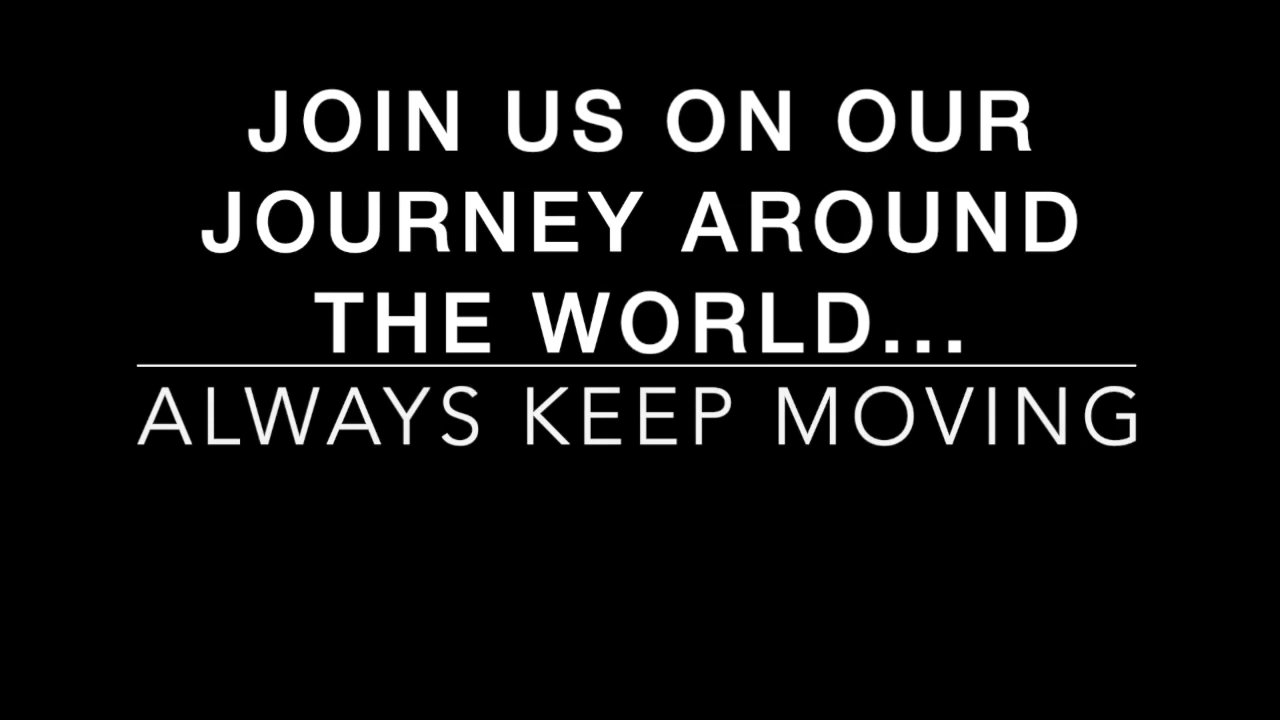 JOIN US ON OUR
JOURNEY AROUND
THE WORLD...
ALWAYS KEEP MOVING